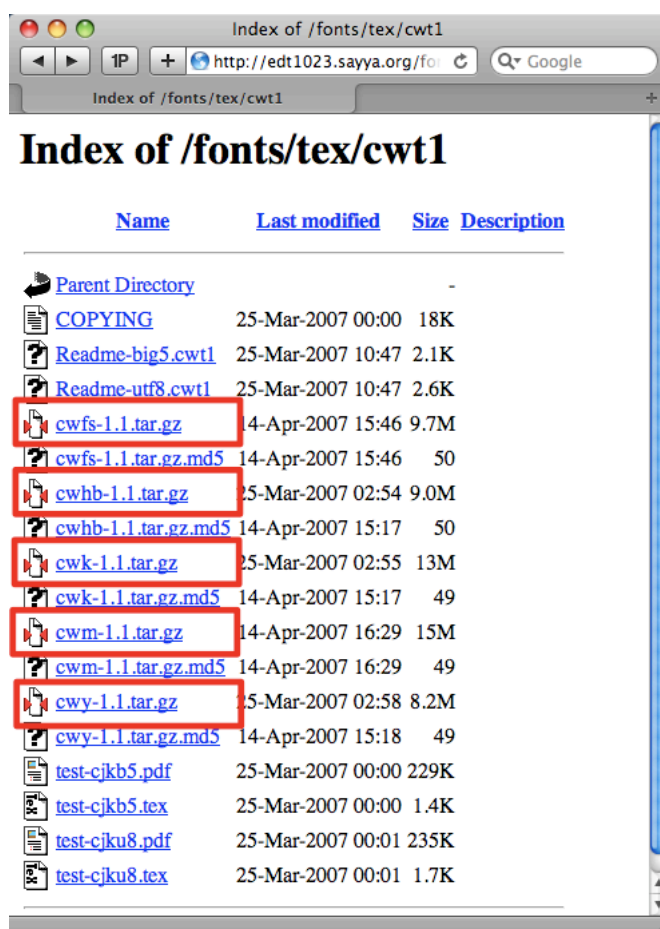 Index of /fonts/tex/cwt1
1P + http://edt1023.sayya.org/fo Google
Index of /fonts/tex/cwt1 +
Index of /fonts/tex/cwt1
Name Last modified Size Description
Parent Directory -
COPYING 25-Mar-2007 00:00 18K
Readme-big5.cwt1 25-Mar-2007 10:47 2.1K
Readme-utf8.cwt1 25-Mar-2007 10:47 2.6K
cwfs-1.1.tar.gz 14-Apr-2007 15:46 9.7M
cwfs-1.1.tar.gz.md5 14-Apr-2007 15:46 50
cwhb-1.1.tar.gz 25-Mar-2007 02:54 9.0M
cwhb-1.1.tar.gz.md5 14-Apr-2007 15:17 50
cwk-1.1.tar.gz 25-Mar-2007 02:55 13M
cwk-1.1.tar.gz.md5 14-Apr-2007 15:17 49
cwm-1.1.tar.gz 14-Apr-2007 16:29 15M
cwm-1.1.tar.gz.md5 14-Apr-2007 16:29 49
cwy-1.1.tar.gz 25-Mar-2007 02:58 8.2M
cwy-1.1.tar.gz.md5 14-Apr-2007 15:18 49
test-cjkb5.pdf 25-Mar-2007 00:00 229K
test-cjkb5.tex 25-Mar-2007 00:00 1.4K
test-cjku8.pdf 25-Mar-2007 00:01 235K
test-cjku8.tex 25-Mar-2007 00:01 1.7K